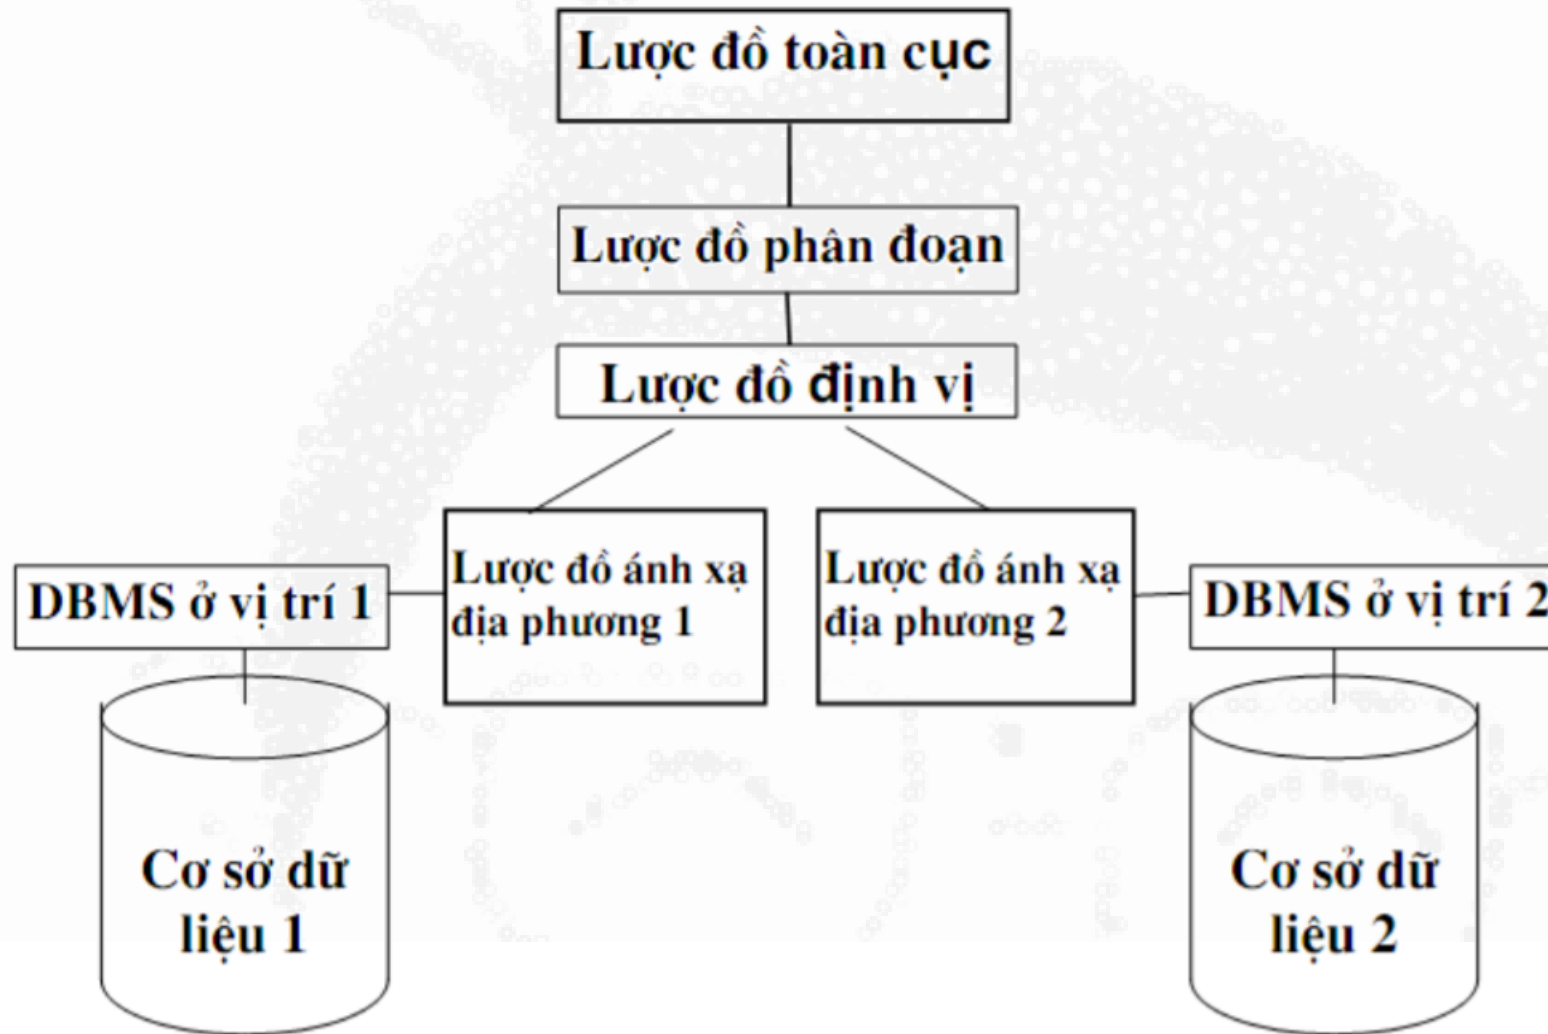 Lược đồ toàn cục
Lược đồ phân đoạn
Lược đồ định vị
Lược đồ ánh xạ
địa phương 1
Lược đồ ánh xạ
địa phương 2
DBMS ở vị trí 1
DBMS ở vị trí 2
Cơ sở dữ
liệu 1
Cơ sở dữ
liệu 2